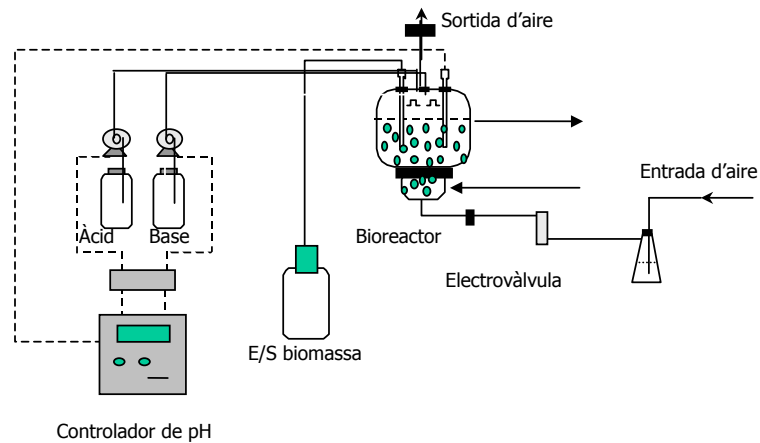 Sortida d'aire
Entrada d'aire
Àcid
Base
Bioreactor
Electrovàlvula
E/S biomassa
Controlador de pH